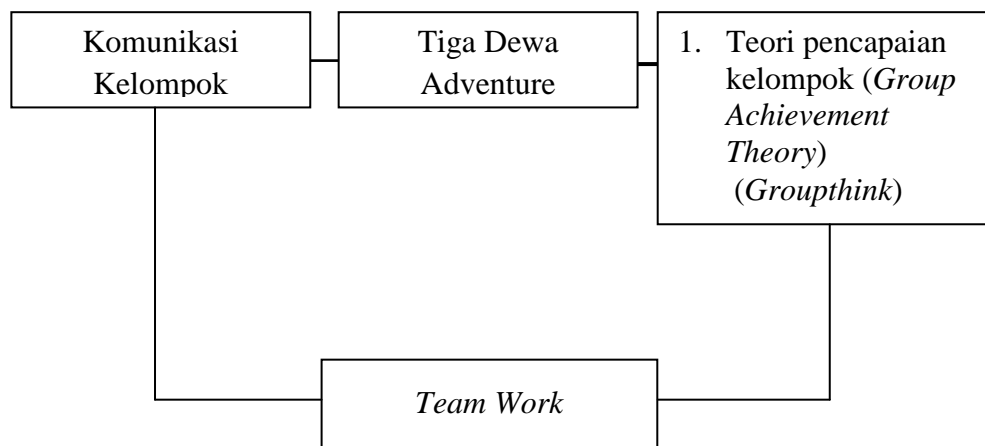 Komunikasi
Kelompok
Tiga Dewa
Adventure
1. Teori pencapaian
kelompok (Group
Achievement
Theory)
(Groupthink)
Team Work